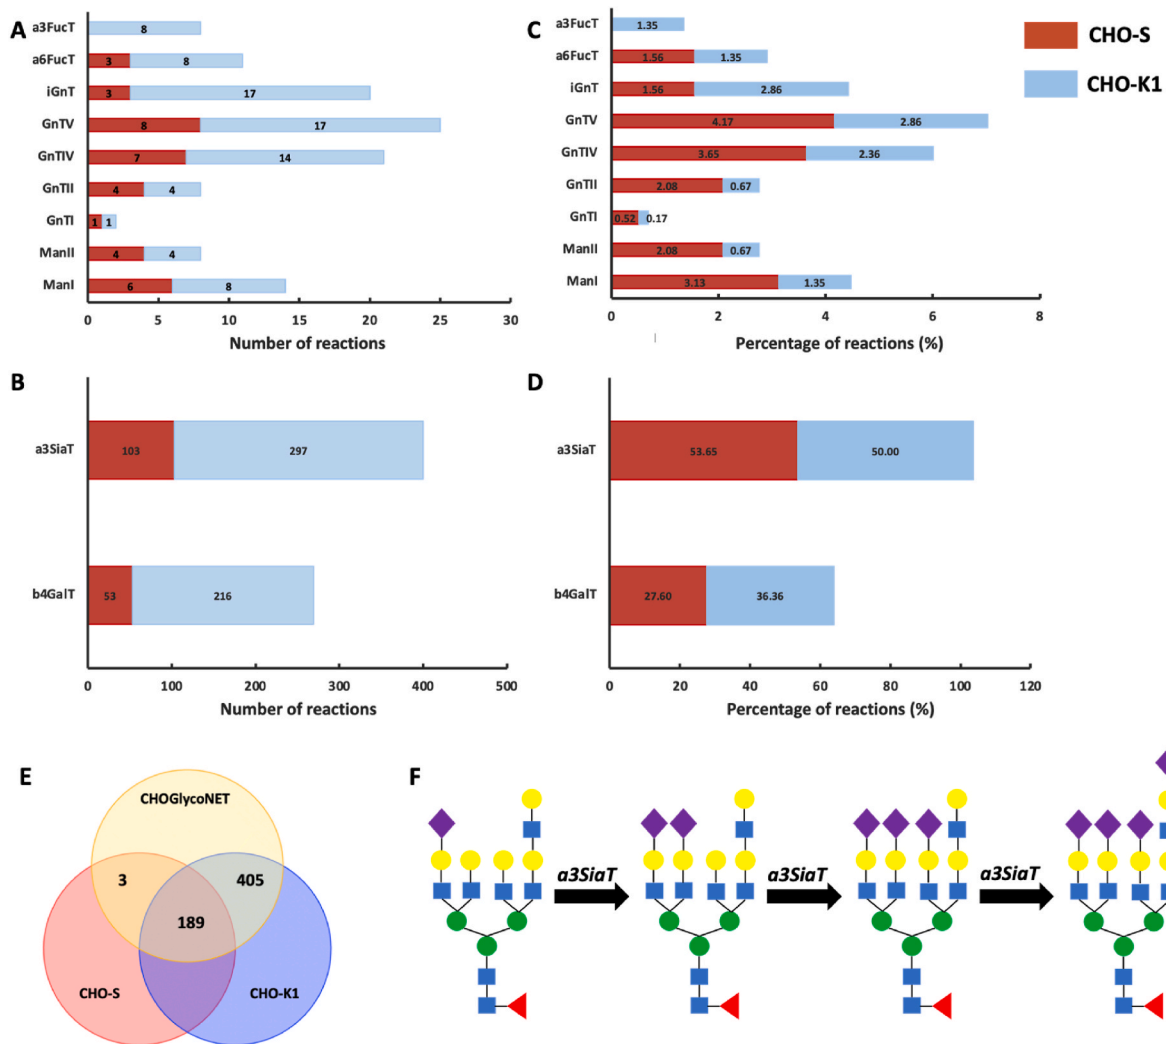 A
a3FucT
8
a6FucT
3 8
iGnT
3 17
GnTV
8 17
GnTIV
7 14
GnTII
4 4
GnTI
1 1
ManII
4 4
ManI
6 8
0 5 10 15 20 25 30
Number of reactions
C
a3FucT
1.35
a6FucT
1.56 1.35
iGnT
1.56 2.86
GnTV
4.17 2.86
GnTIV
3.65 2.36
GnTII
2.08 0.67
GnTI
0.52 0.17
ManII
2.08 0.67
ManI
3.13 1.35
0 2 4 6 8
Percentage of reactions (%)
CHO-S
CHO-K1
B
a3SiaT
103 297
b4GalT
53 216
0 100 200 300 400 500
Number of reactions
D
a3SiaT
53.65 50.00
b4GalT
27.60 36.36
0 20 40 60 80 100 120
Percentage of reactions (%)
E
CHOGlycoNET
3 405
189
CHO-S CHO-K1
F
a3SiaT a3SiaT a3SiaT